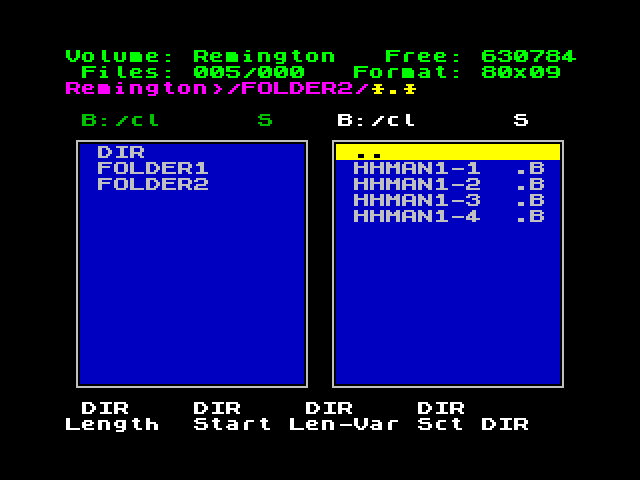 Volume: Remington Free: 630784
Files: 005/000 Format: 80x09
Remington>/FOLDER2/*.*
B:/cl S B:/cl S
DIR ..
FOLDER1 HHMAN1-1 .B
FOLDER2 HHMAN1-2 .B
HHMAN1-3 .B
HHMAN1-4 .B
DIR DIR DIR DIR
Length Start Len-Var Sct DIR